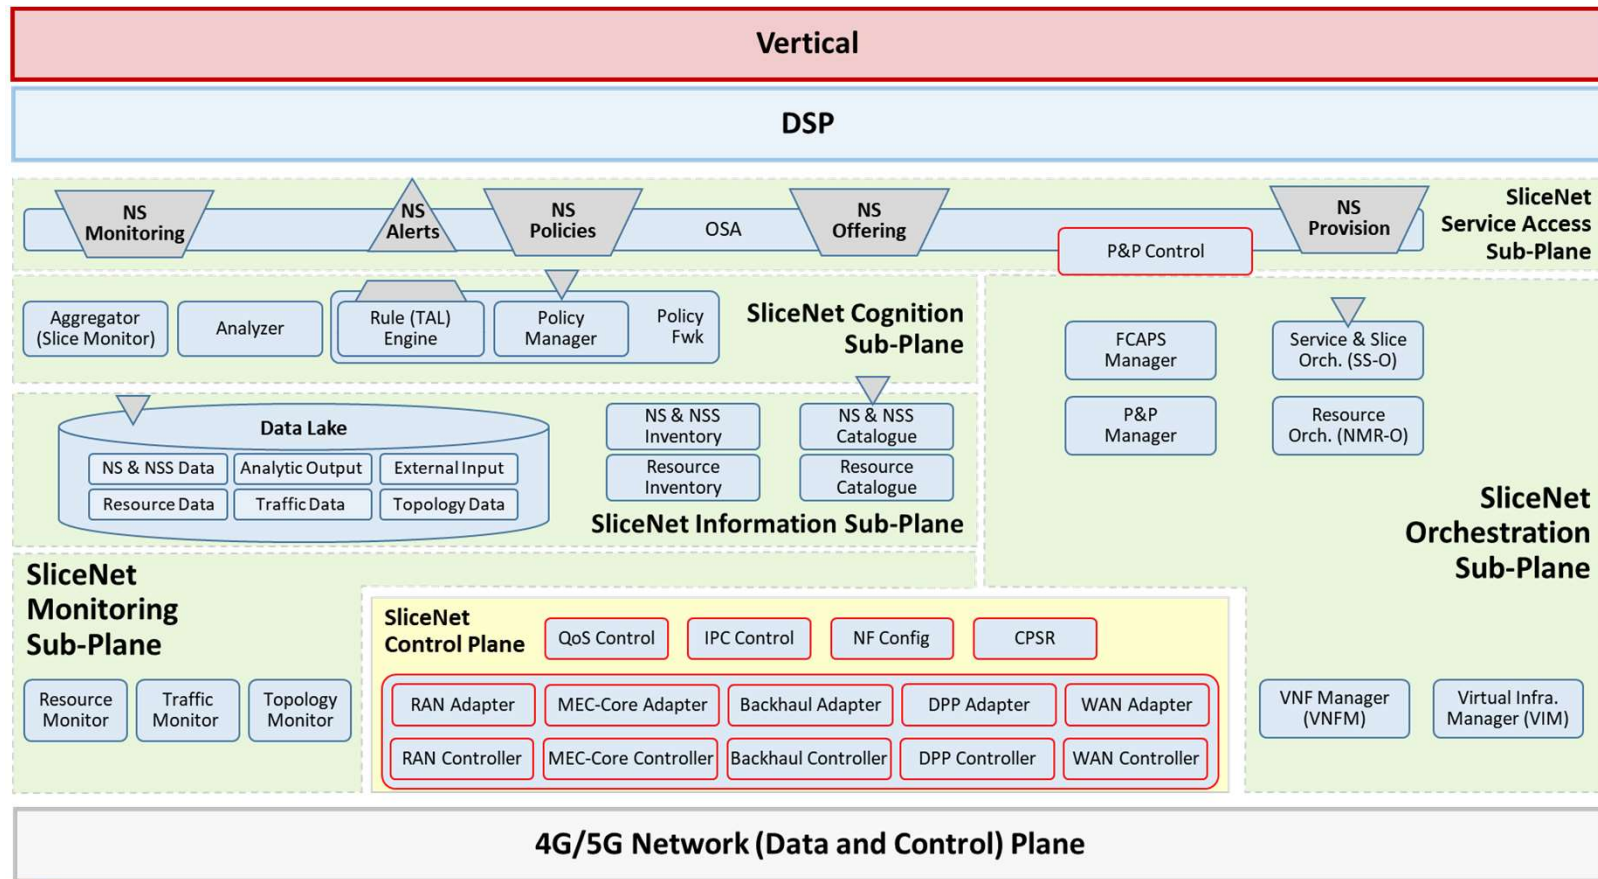 Vertical
DSP
NS
Monitoring
NS
Alerts
NS
Policies
OSA
NS
Offering
NS
Provision
SliceNet
Service Access
Sub-Plane
P&P Control
Aggregator
(Slice Monitor)
Analyzer
Rule (TAL)
Engine
Policy
Manager
Policy
Fwk
SliceNet Cognition
Sub-Plane
FCAPS
Manager
Service & Slice
Orch. (SS-O)
P&P
Manager
Resource
Orch. (NMR-O)
Data Lake
NS & NSS Data
Analytic Output
External Input
Resource Data
Traffic Data
Topology Data
NS & NSS
Inventory
NS & NSS
Catalogue
Resource
Inventory
Resource
Catalogue
SliceNet Information Sub-Plane
SliceNet
Orchestration
Sub-Plane
SliceNet
Monitoring
Sub-Plane
Resource
Monitor
Traffic
Monitor
Topology
Monitor
SliceNet
Control Plane
QoS Control
IPC Control
NF Config
CPSR
RAN Adapter
MEC-Core Adapter
Backhaul Adapter
DPP Adapter
WAN Adapter
RAN Controller
MEC-Core Controller
Backhaul Controller
DPP Controller
WAN Controller
VNF Manager
(VNFM)
Virtual Infra.
Manager (VIM)
4G/5G Network (Data and Control) Plane